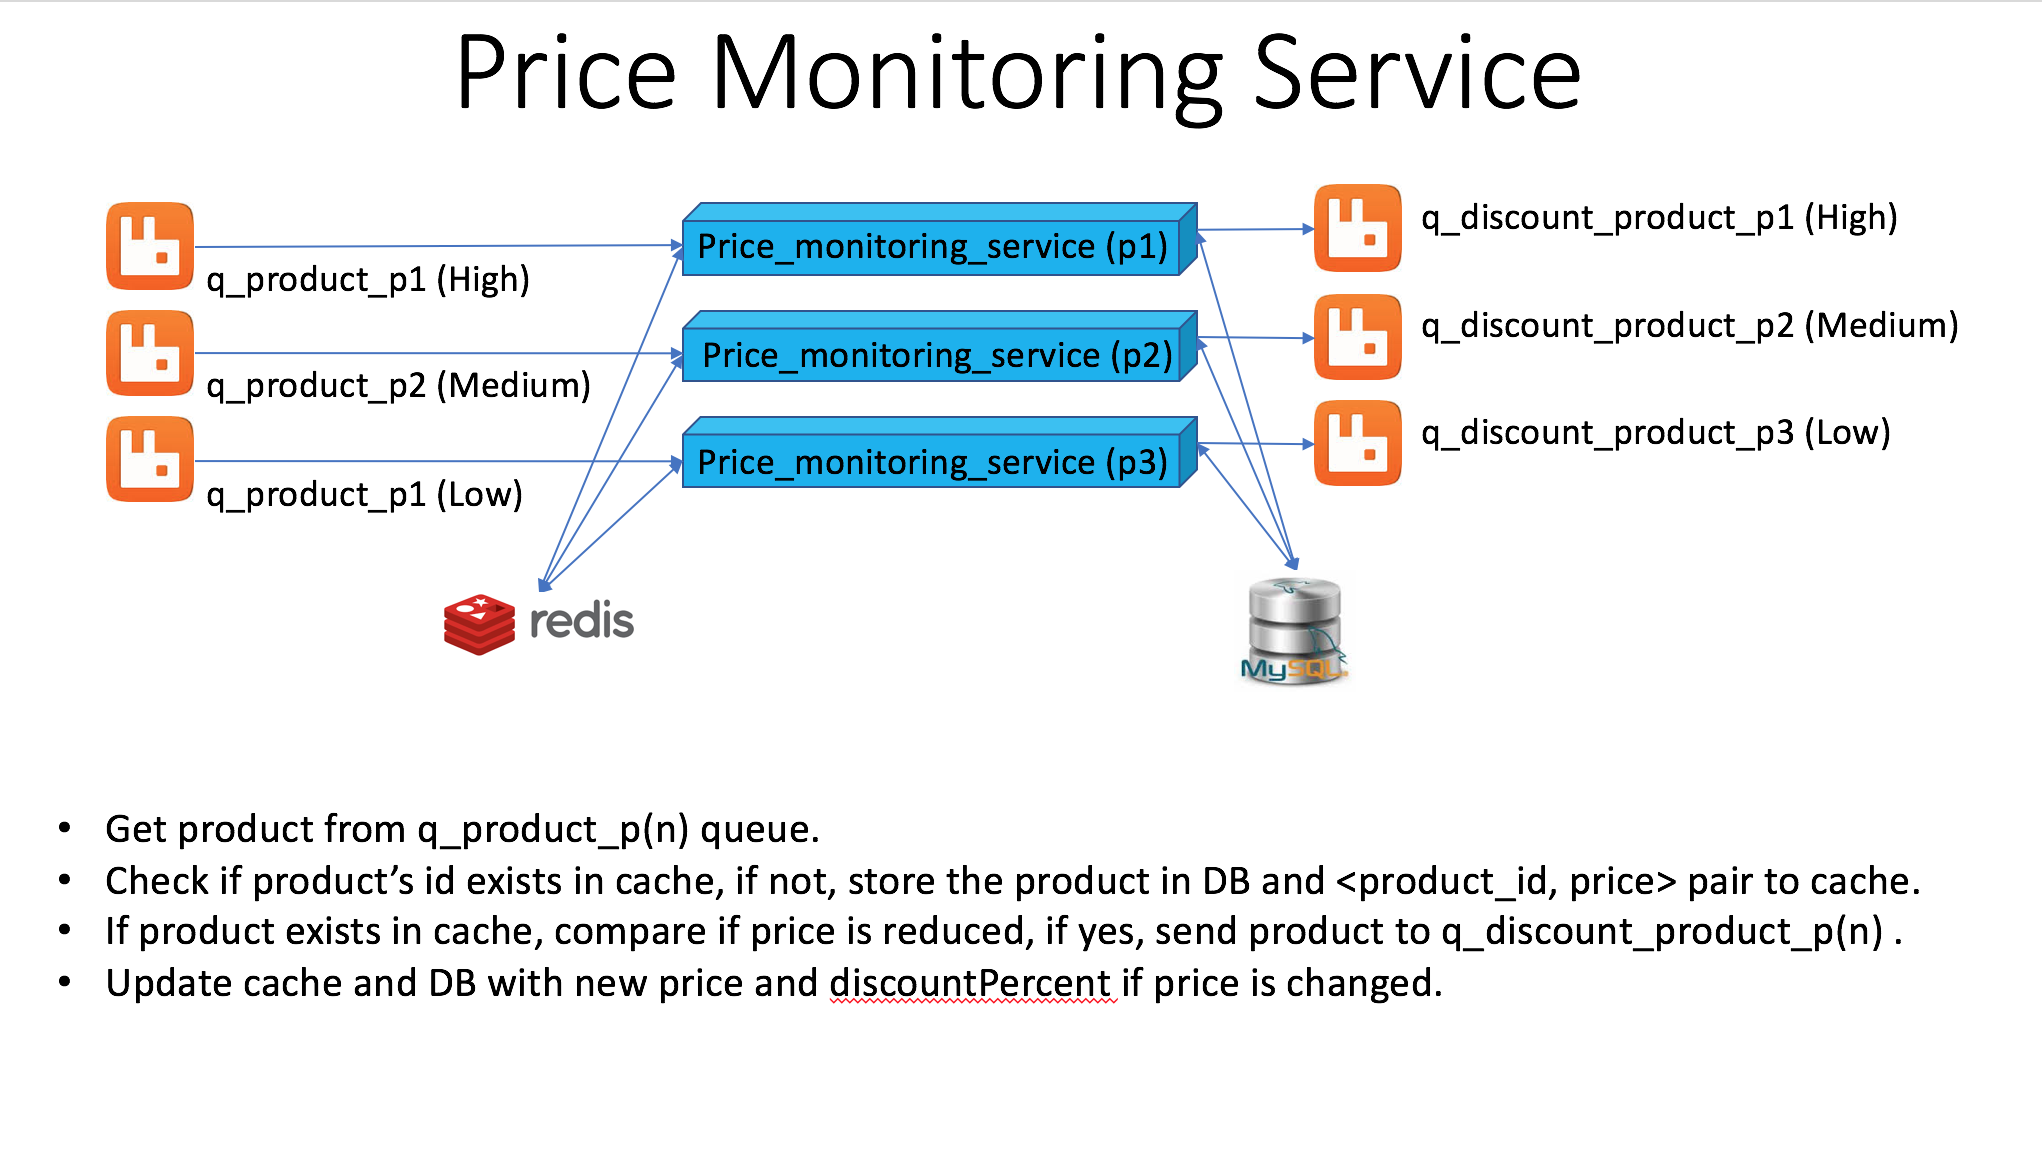 Price Monitoring Service
q_product_p1 (High)
q_product_p2 (Medium)
q_product_p1 (Low)
Price_monitoring_service (p1)
Price_monitoring_service (p2)
Price_monitoring_service (p3)
q_discount_product_p1 (High)
q_discount_product_p2 (Medium)
q_discount_product_p3 (Low)
redis
MySQL
• Get product from q_product_p(n) queue.
• Check if product’s id exists in cache, if not, store the product in DB and <product_id, price> pair to cache.
• If product exists in cache, compare if price is reduced, if yes, send product to q_discount_product_p(n) .
• Update cache and DB with new price and discountPercent if price is changed.